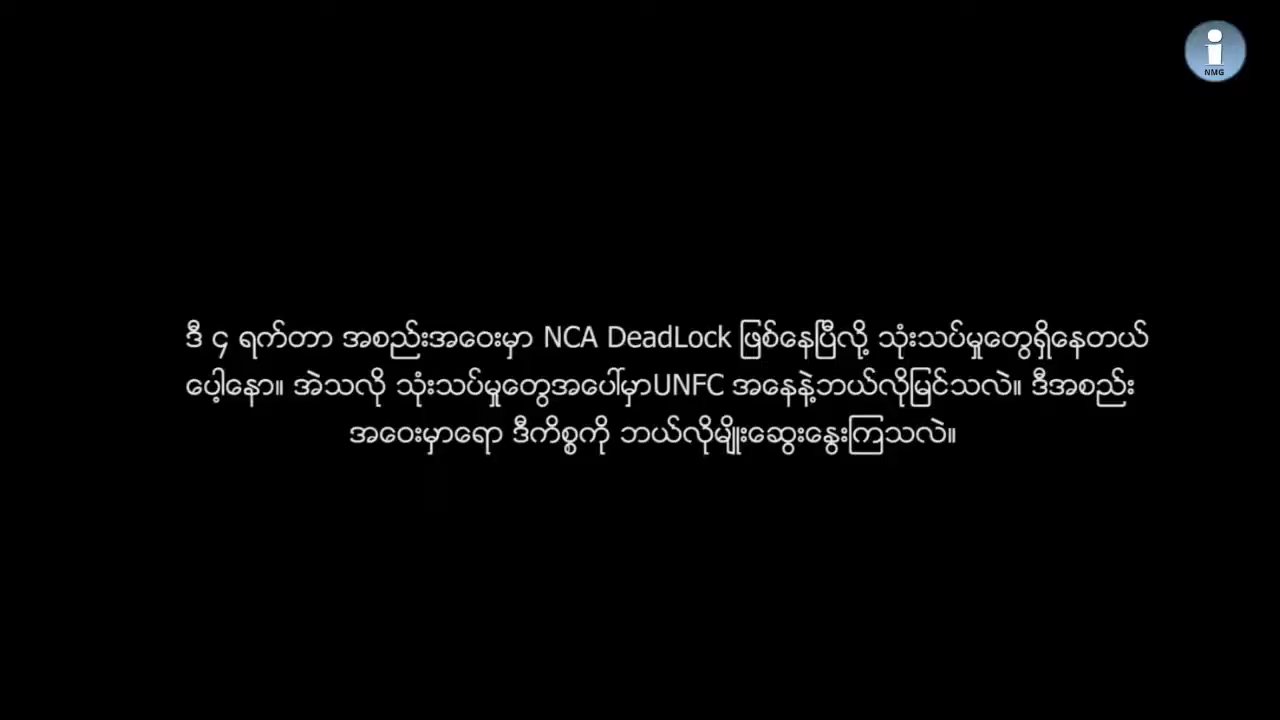 NMG
ဒီ ၄ ရက်တာ အစည်းအဝေးမှာ NCA DeadLock ဖြစ်နေပြီလို့ သုံးသပ်မှုတွေရှိနေတယ်
ပေါ့နော။ အဲသလို သုံးသပ်မှုတွေအပေါ်မှာUNFC အနေနဲ့ဘယ်လိုမြင်သလဲ။ ဒီအစည်း
အဝေးမှာရော ဒီကိစ္စကို ဘယ်လိုမျိုးဆွေးနွေးကြသလဲ။